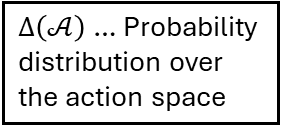 Δ(𝒜) ... Probability
distribution over
the action space